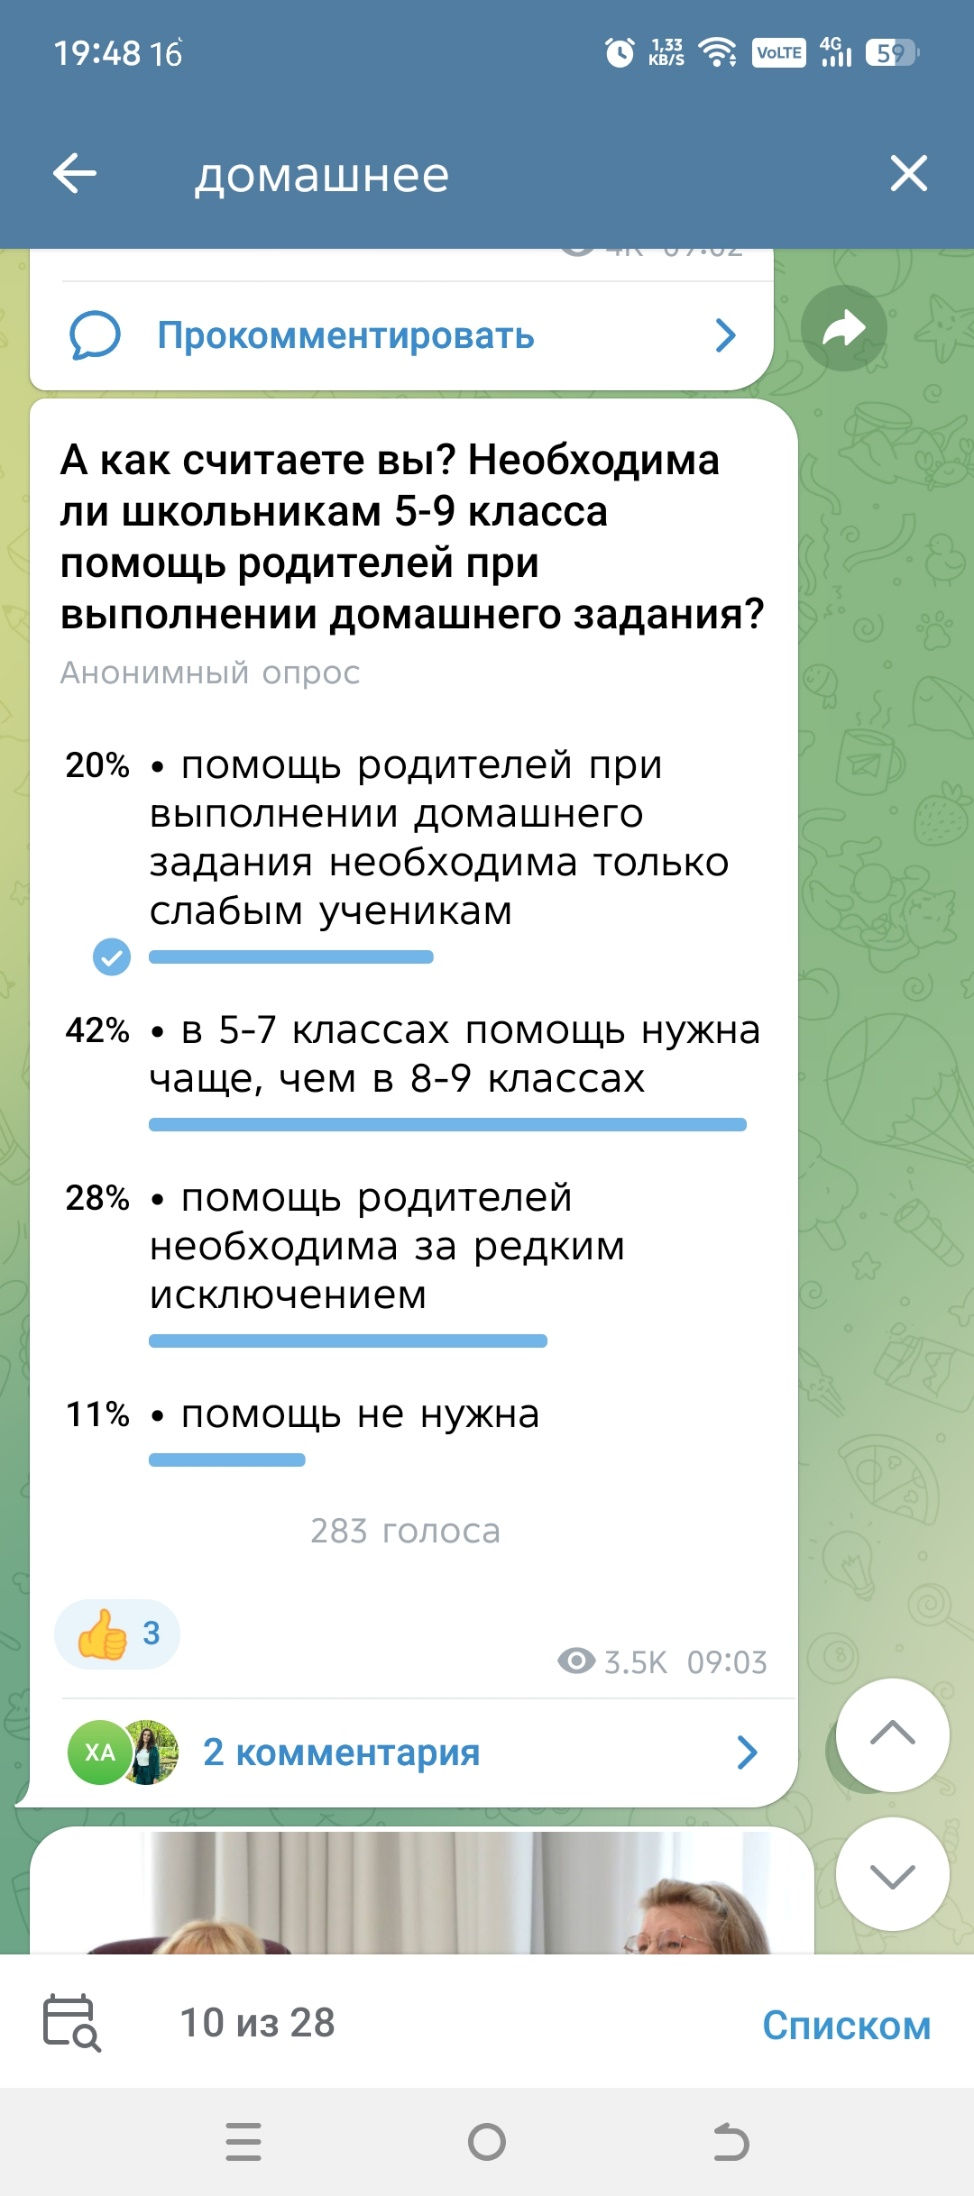 19:48 16
1,33
KB/S
VoLTE
4G
59
домашнее
Прокомментировать
А как считаете вы? Необходима
ли школьникам 5-9 класса
помощь родителей при
выполнении домашнего задания?
Анонимный опрос
20% • помощь родителей при
выполнении домашнего
задания необходима только
слабым ученикам
42% • в 5-7 классах помощь нужна
чаще, чем в 8-9 классах
28% • помощь родителей
необходима за редким
исключением
11% • помощь не нужна
283 голоса
3
3.5K 09:03
ХА
2 комментария
10 из 28
Списком